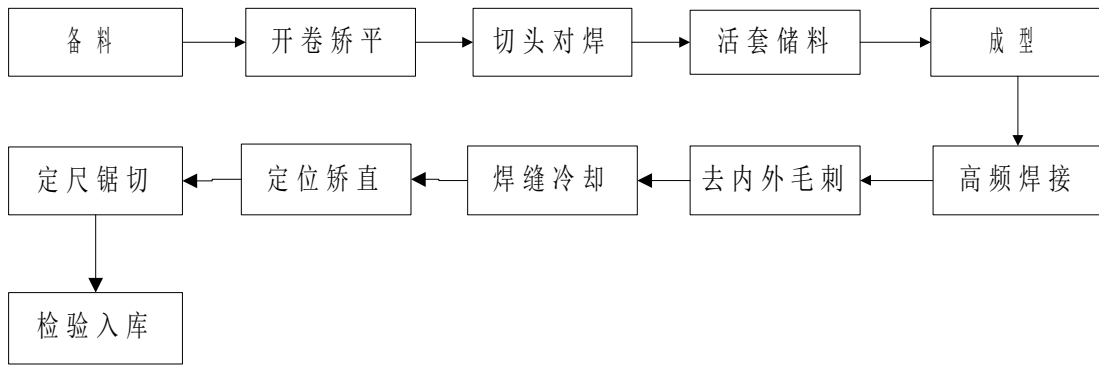 备料
开卷矫平
切头对焊
活套储料
成型
高频焊接
去内外毛刺
焊缝冷却
定位矫直
定尺锯切
检验入库